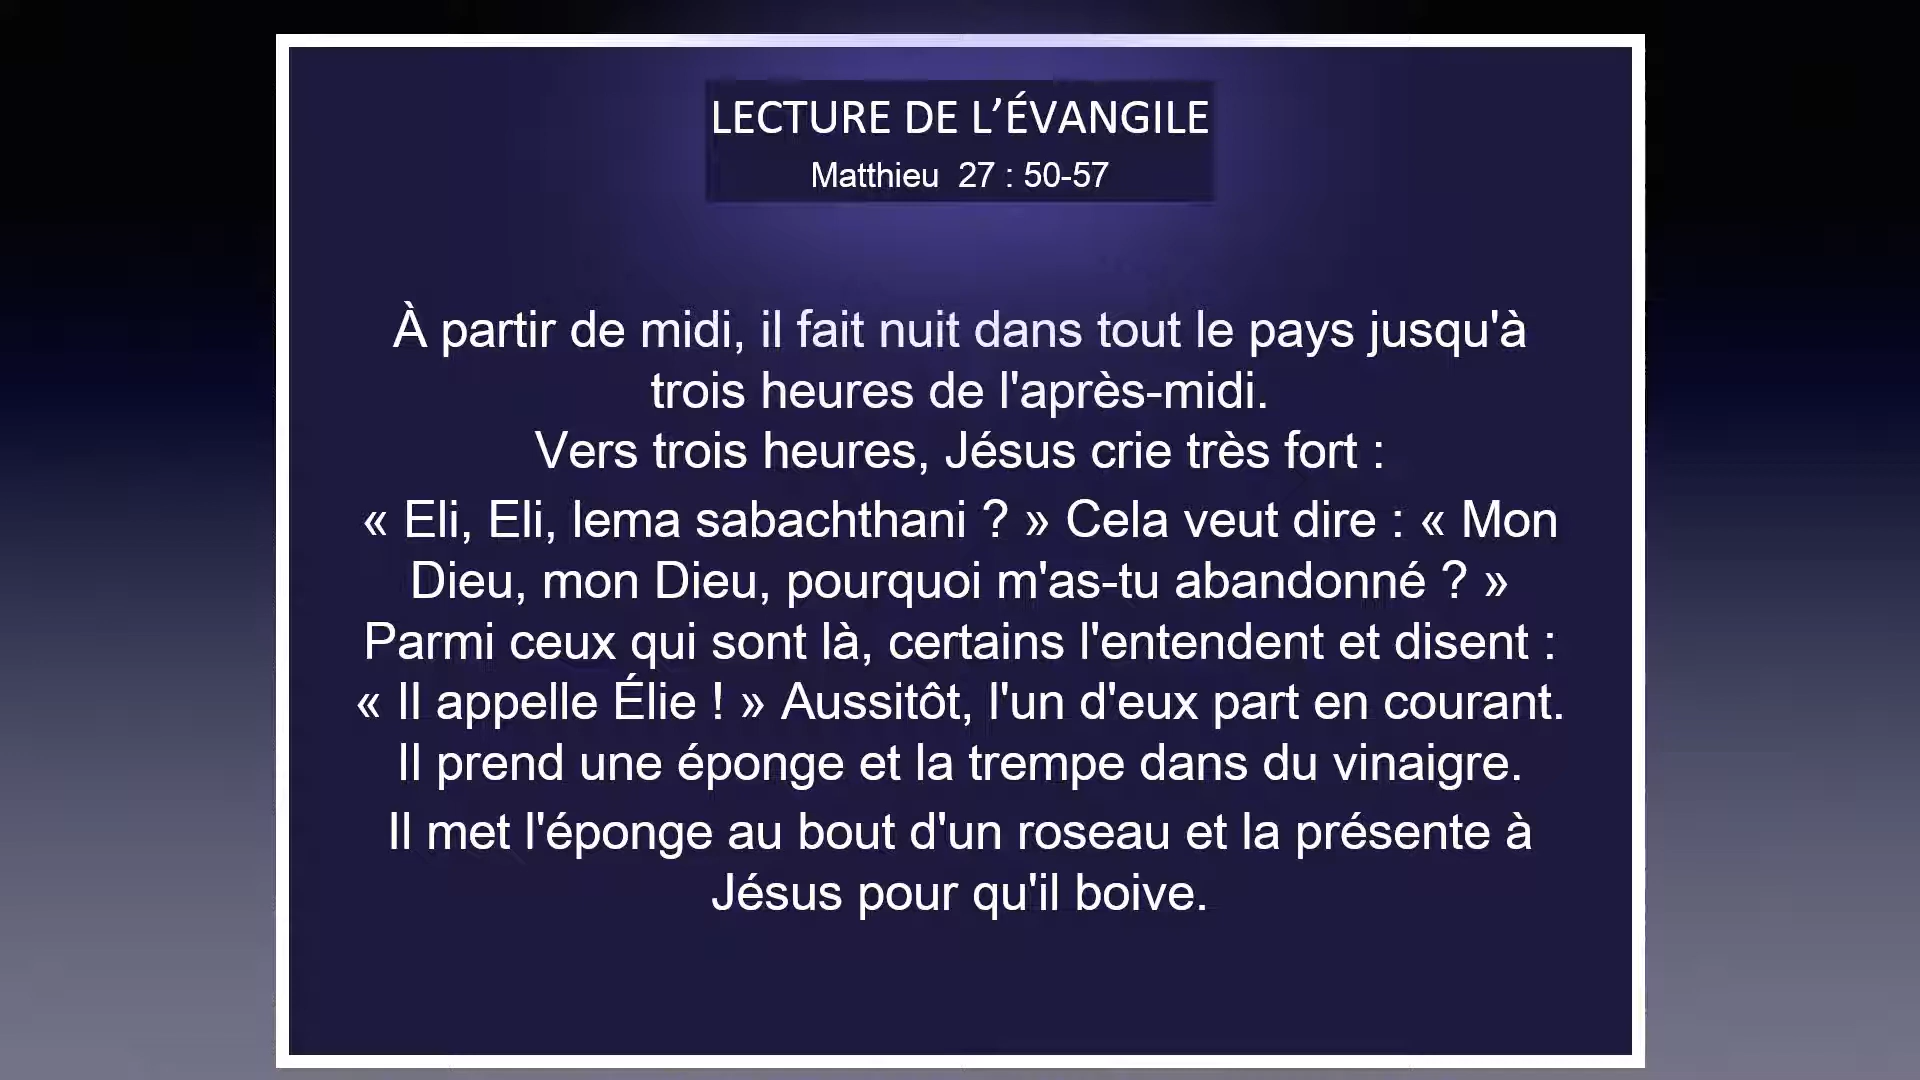 LECTURE DE L’ÉVANGILE
Matthieu  27 : 50-57
À partir de midi, il fait nuit dans tout le pays jusqu'à
trois heures de l'après-midi.
Vers trois heures, Jésus crie très fort :
« Eli, Eli, lema sabachthani ? » Cela veut dire : « Mon
Dieu, mon Dieu, pourquoi m'as-tu abandonné ? »
Parmi ceux qui sont là, certains l'entendent et disent :
« Il appelle Élie ! » Aussitôt, l'un d'eux part en courant.
Il prend une éponge et la trempe dans du vinaigre.
Il met l'éponge au bout d'un roseau et la présente à
Jésus pour qu'il boive.